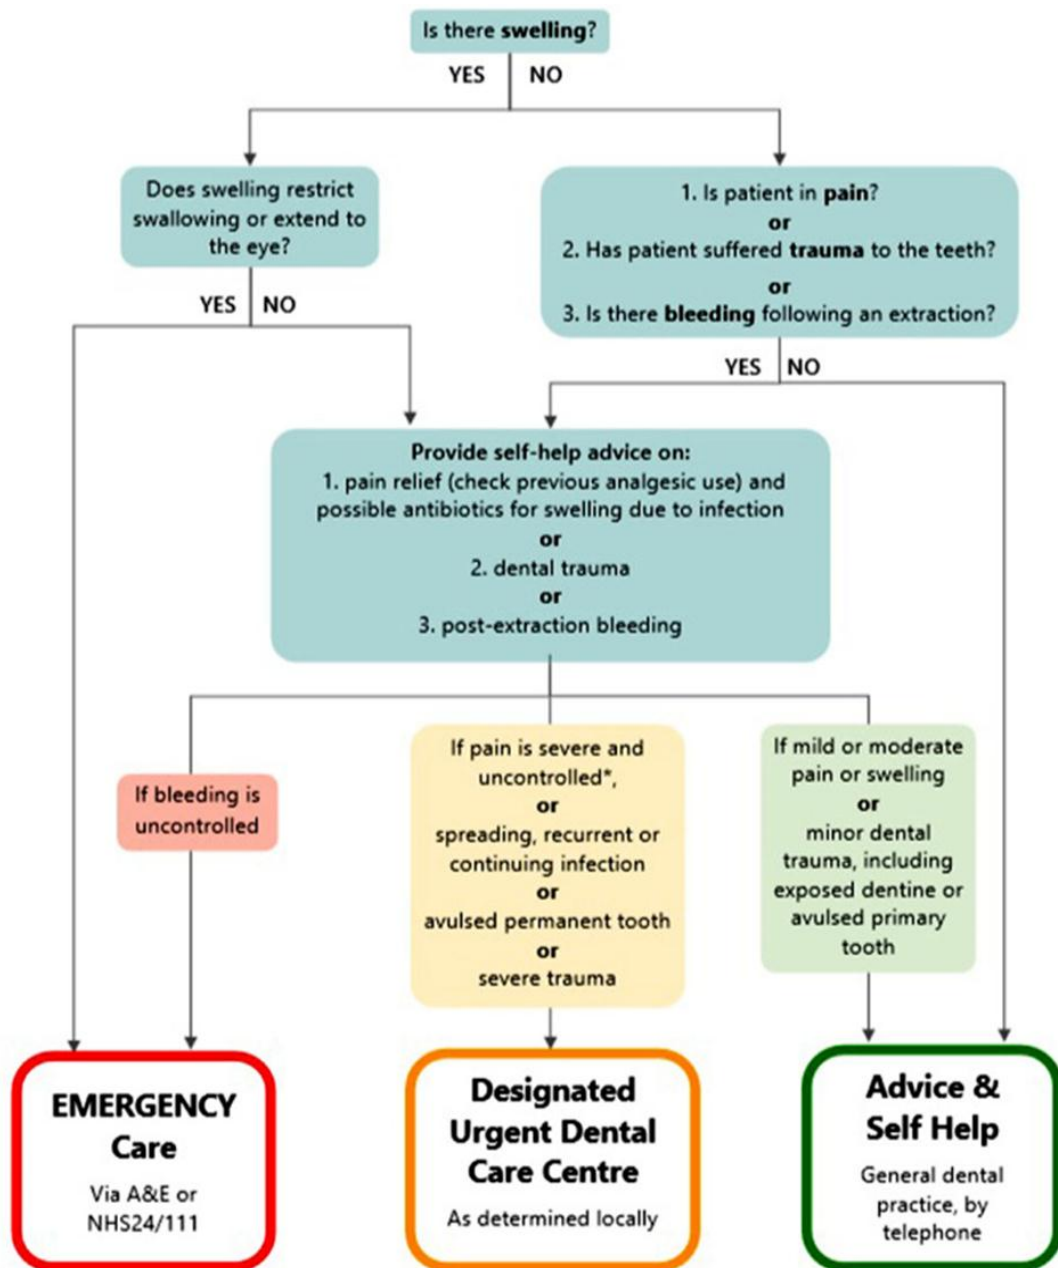 Is there swelling?
YES NO
Does swelling restrict
swallowing or extend to
the eye?
YES NO
1. Is patient in pain?
or
2. Has patient suffered trauma to the teeth?
or
3. Is there bleeding following an extraction?
YES NO
Provide self-help advice on:
1. pain relief (check previous analgesic use) and
possible antibiotics for swelling due to infection
or
2. dental trauma
or
3. post-extraction bleeding
If bleeding is
uncontrolled
If pain is severe and
uncontrolled*,
or
spreading, recurrent or
continuing infection
or
avulsed permanent tooth
or
severe trauma
If mild or moderate
pain or swelling
or
minor dental
trauma, including
exposed dentine or
avulsed primary
tooth
EMERGENCY
Care
Via A&E or
NHS24/111
Designated
Urgent Dental
Care Centre
As determined locally
Advice &
Self Help
General dental
practice, by
telephone